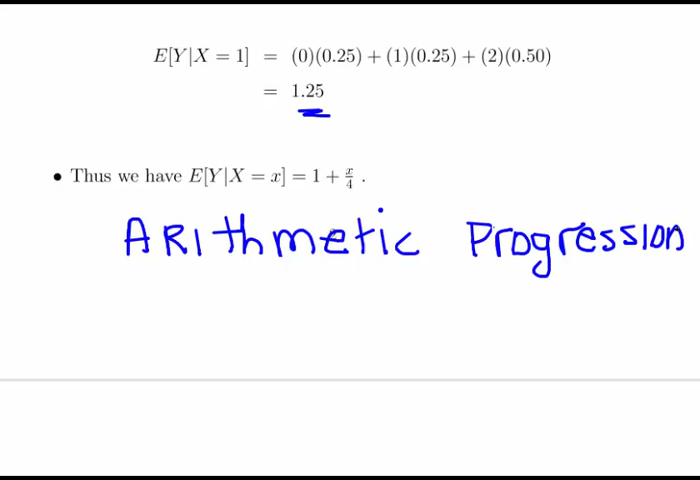 E[Y|X = 1] = (0)(0.25) + (1)(0.25) + (2)(0.50)
= 1.25
• Thus we have E[Y|X = x] = 1 + x/4 .
ARIthmetic Progression